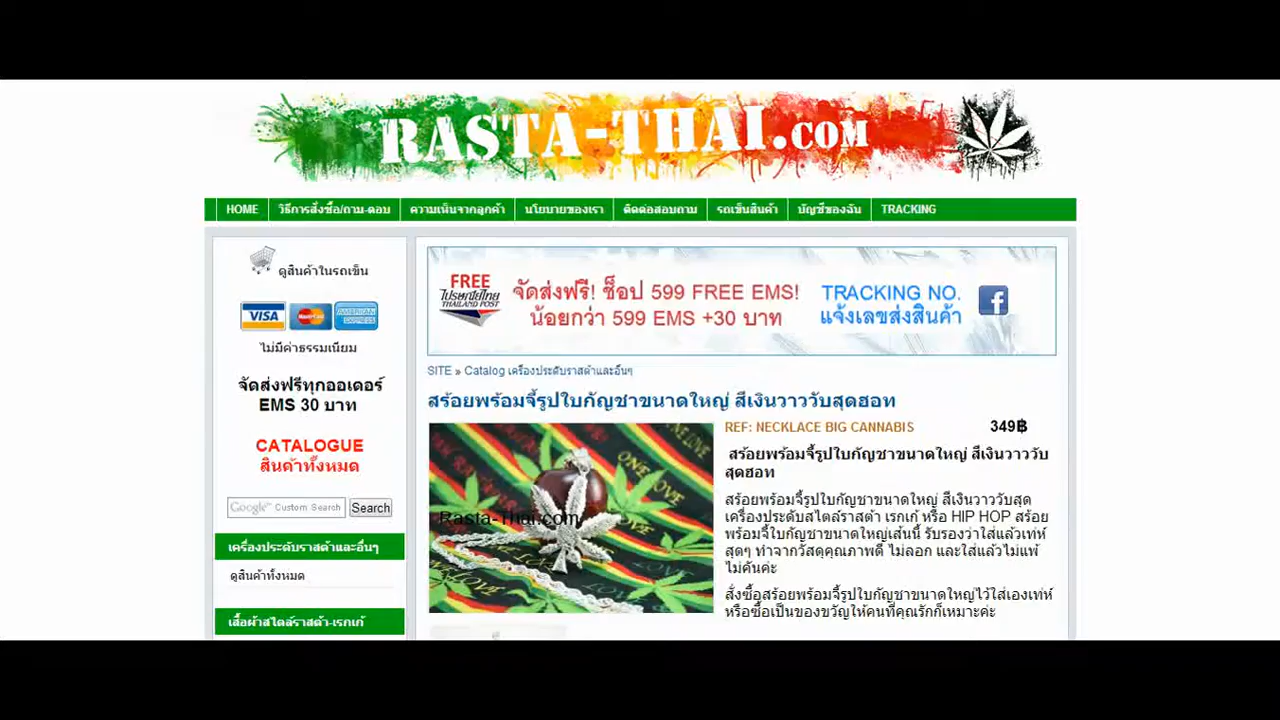 RASTA-THAI.COM
HOME
วิธีการสั่งซื้อ/ถาม-ตอบ
ความเห็นจากลูกค้า
นโยบายของเรา
ติดต่อสอบถาม
รถเข็นสินค้า
บัญชีของฉัน
TRACKING
ดูสินค้าในรถเข็น
VISA MasterCard AMERICAN EXPRESS
ไม่มีค่าธรรมเนียม
จัดส่งฟรีทุกออเดอร์
EMS 30 บาท
CATALOGUE
สินค้าทั้งหมด
Google Custom Search Search
เครื่องประดับราสต้าและอื่นๆ
ดูสินค้าทั้งหมด
เสื้อผ้าสไตล์ราสต้า-เรกเก้
FREE
ไปรษณีย์ไทย
THAILAND POST
จัดส่งฟรี! ช็อป 599 FREE EMS!
น้อยกว่า 599 EMS +30 บาท
TRACKING NO.
แจ้งเลขส่งสินค้า
f
SITE » Catalog เครื่องประดับราสต้าและอื่นๆ
สร้อยพร้อมจี้รูปใบกัญชาขนาดใหญ่ สีเงินวาววับสุดฮอท
ONE LOVE
Rasta-Thai.com
REF: NECKLACE BIG CANNABIS 349฿
สร้อยพร้อมจี้รูปใบกัญชาขนาดใหญ่ สีเงินวาววับ
สุดฮอท
สร้อยพร้อมจี้รูปใบกัญชาขนาดใหญ่ สีเงินวาววับสุด
เครื่องประดับสไตล์ราสต้า เรกเก้ หรือ HIP HOP สร้อย
พร้อมจี้ใบกัญชาขนาดใหญ่เส้นนี้ รับรองว่าใส่แล้วเท่ห์
สุดๆ ทำจากวัสดุคุณภาพดี ไม่ลอก และใส่แล้วไม่แพ้
ไม่คันค่ะ
สั่งซื้อสร้อยพร้อมจี้รูปใบกัญชาขนาดใหญ่ไว้ใส่เองเท่ห์
หรือซื้อเป็นของขวัญให้คนที่คุณรักก็เหมาะค่ะ